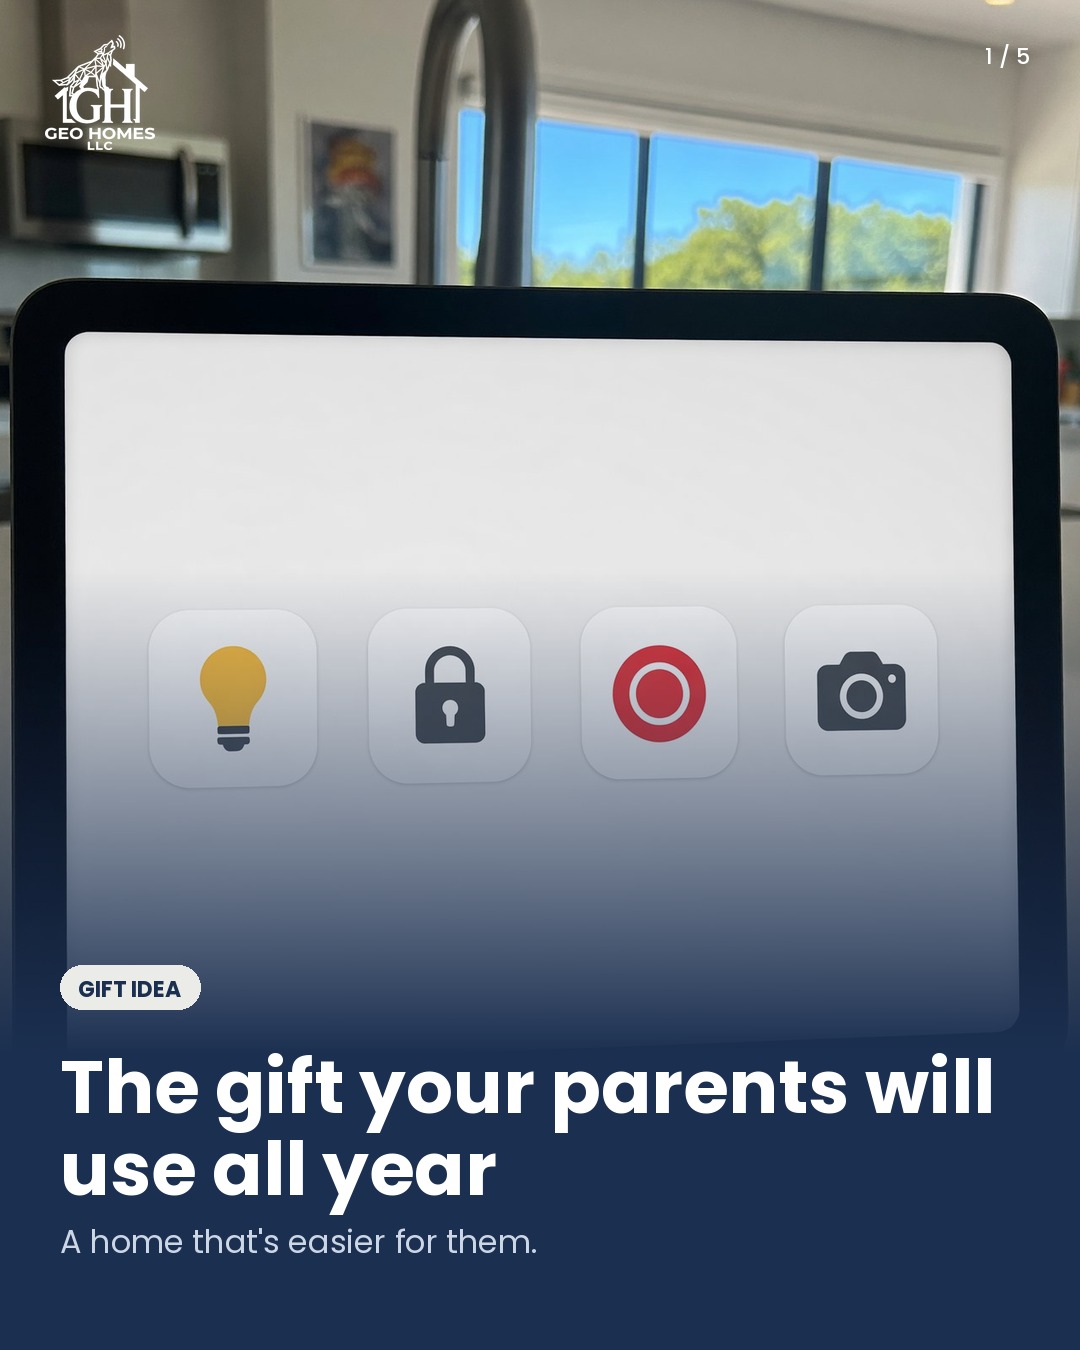 GH
GEO HOMES
LLC
1 / 5
GIFT IDEA
The gift your parents will
use all year
A home that's easier for them.